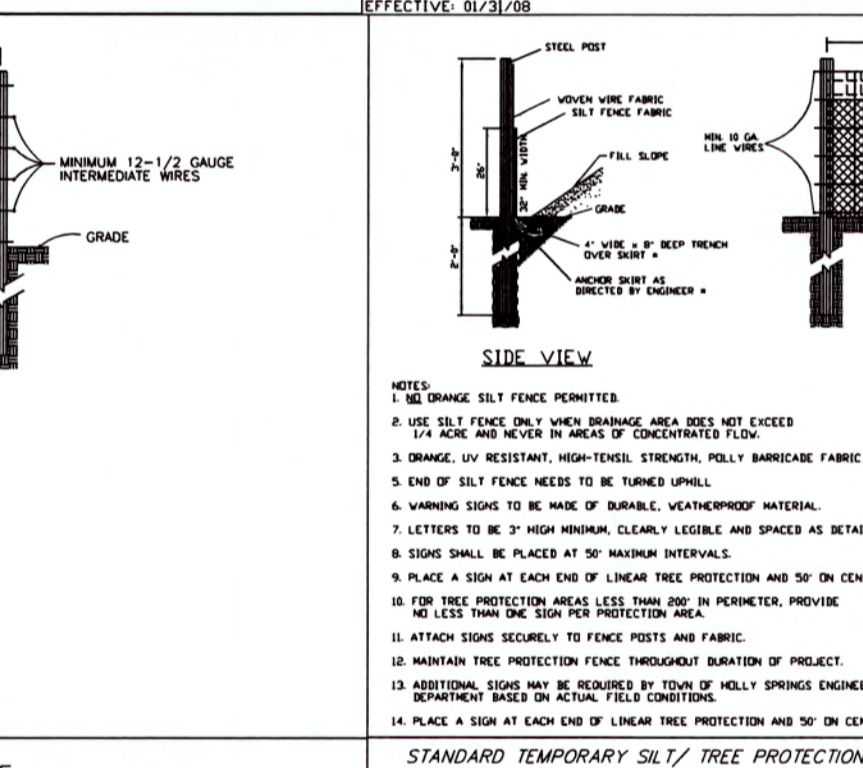 EFFECTIVE: 01/31/08
MINIMUM 12-1/2 GAUGE
INTERMEDIATE WIRES
GRADE
STEEL POST
WOVEN WIRE FABRIC
SILT FENCE FABRIC
MIN. 10 GA.
LINE WIRES
FILL SLOPE
3'-0"
26"
32" MIN. WIDTH
GRADE
2'-0"
4" WIDE x 8" DEEP TRENCH
OVER SKIRT *
ANCHOR SKIRT AS
DIRECTED BY ENGINEER *
SIDE VIEW
NOTES:
1. NO ORANGE SILT FENCE PERMITTED.
2. USE SILT FENCE ONLY WHEN DRAINAGE AREA DOES NOT EXCEED
1/4 ACRE AND NEVER IN AREAS OF CONCENTRATED FLOW.
3. ORANGE, UV RESISTANT, HIGH-TENSIL STRENGTH, POLLY BARRICADE FABRIC
5. END OF SILT FENCE NEEDS TO BE TURNED UPHILL
6. WARNING SIGNS TO BE MADE OF DURABLE, WEATHERPROOF MATERIAL.
7. LETTERS TO BE 3" HIGH MINIMUM, CLEARLY LEGIBLE AND SPACED AS DETAI
8. SIGNS SHALL BE PLACED AT 50' MAXIMUM INTERVALS.
9. PLACE A SIGN AT EACH END OF LINEAR TREE PROTECTION AND 50' ON CEN
10. FOR TREE PROTECTION AREAS LESS THAN 200' IN PERIMETER, PROVIDE
NO LESS THAN ONE SIGN PER PROTECTION AREA.
11. ATTACH SIGNS SECURELY TO FENCE POSTS AND FABRIC.
12. MAINTAIN TREE PROTECTION FENCE THROUGHOUT DURATION OF PROJECT.
13. ADDITIONAL SIGNS MAY BE REQUIRED BY TOWN OF HOLLY SPRINGS ENGINEE
DEPARTMENT BASED ON ACTUAL FIELD CONDITIONS.
14. PLACE A SIGN AT EACH END OF LINEAR TREE PROTECTION AND 50' ON CEN
STANDARD TEMPORARY SILT/ TREE PROTECTION